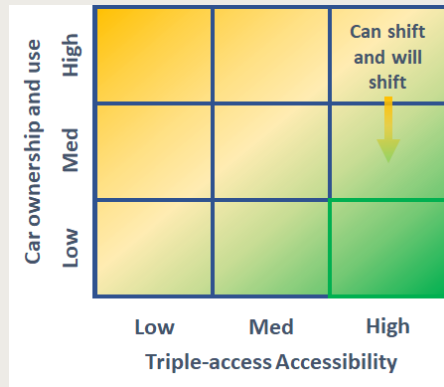 Can shift
and will
shift
Car ownership and use
High
Med
Low
Low Med High
Triple-access Accessibility